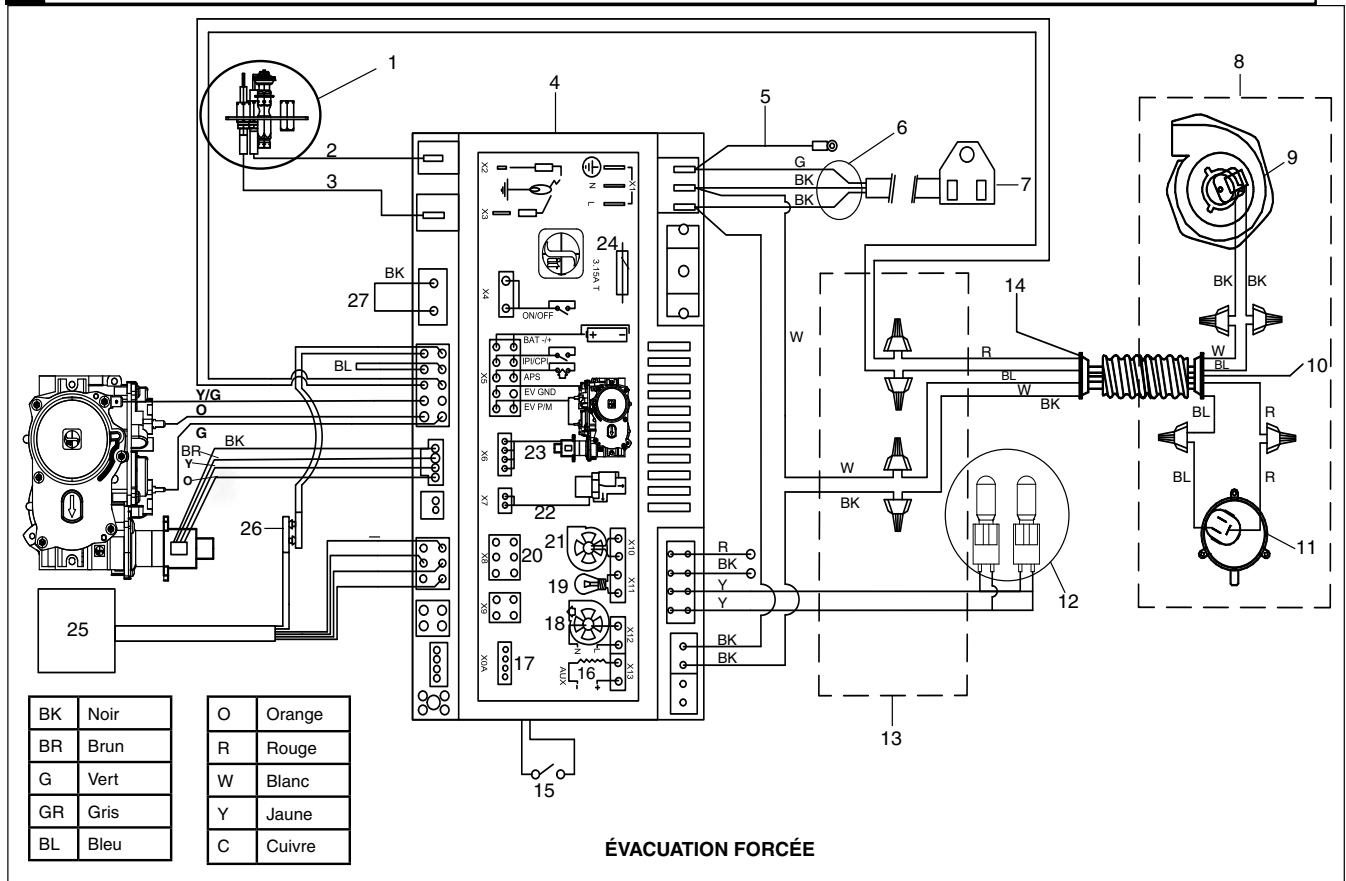 1
2
3
4
5
6
7
8
9
10
11
12
13
14
15
16
17
18
19
20
21
22
23
24
25
26
27
X2
X3
N
L
X1
3.15A T
X4
ON/OFF
BAT -/+
IPI/CPI
APS
EV GND
EV P/M
X5
X6
X7
X8
X9
X0A
X10
X11
X12
X13
N
L
AUX
- +
G
BK
BK
BK
BL
Y/G
O
G
BK
BR
Y
O
W
R
BL
W
BK
W
BK
R
BK
Y
Y
BK
BK
BK
BK
W
BL
BL
R
BL
R
BK Noir
BR Brun
G Vert
GR Gris
BL Bleu
O Orange
R Rouge
W Blanc
Y Jaune
C Cuivre
ÉVACUATION FORCÉE